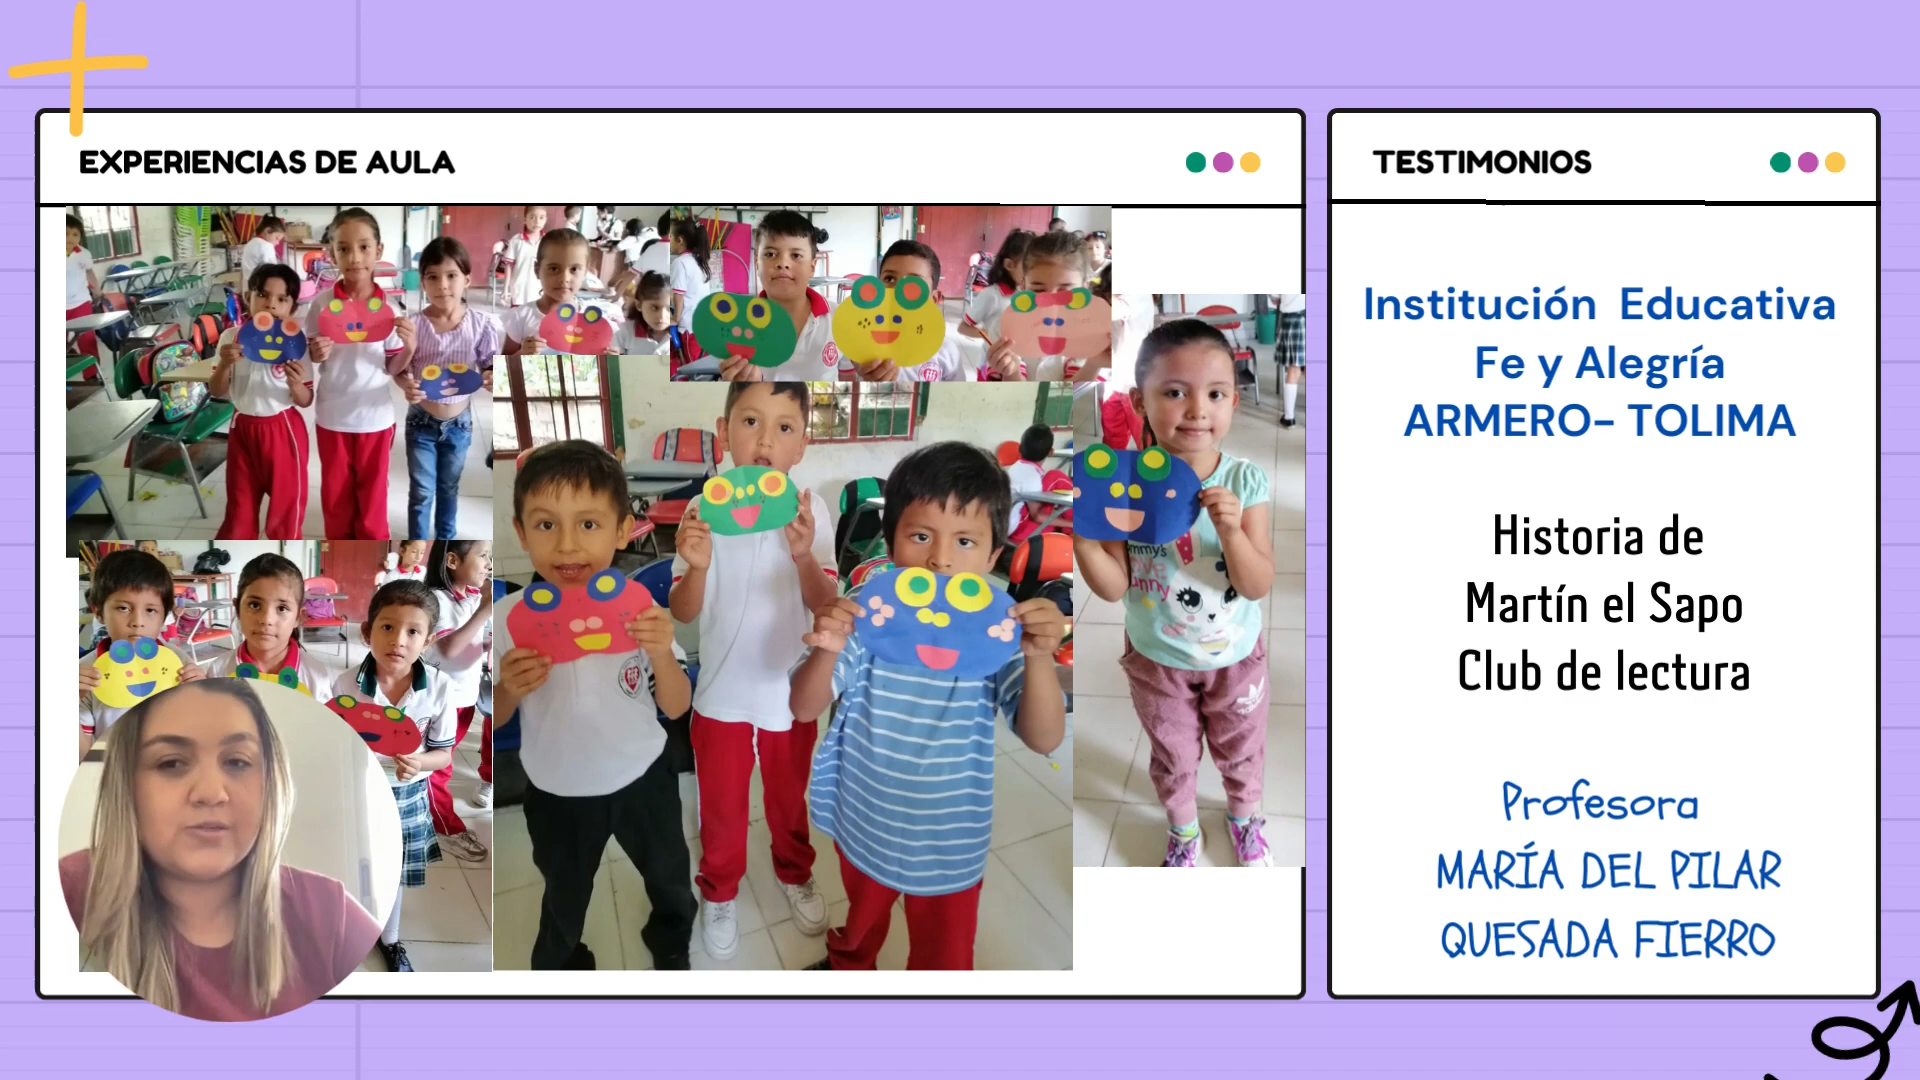 EXPERIENCIAS DE AULA
TESTIMONIOS
Institución Educativa
Fe y Alegría
ARMERO- TOLIMA
Historia de
Martín el Sapo
Club de lectura
Profesora
MARÍA DEL PILAR
QUESADA FIERRO